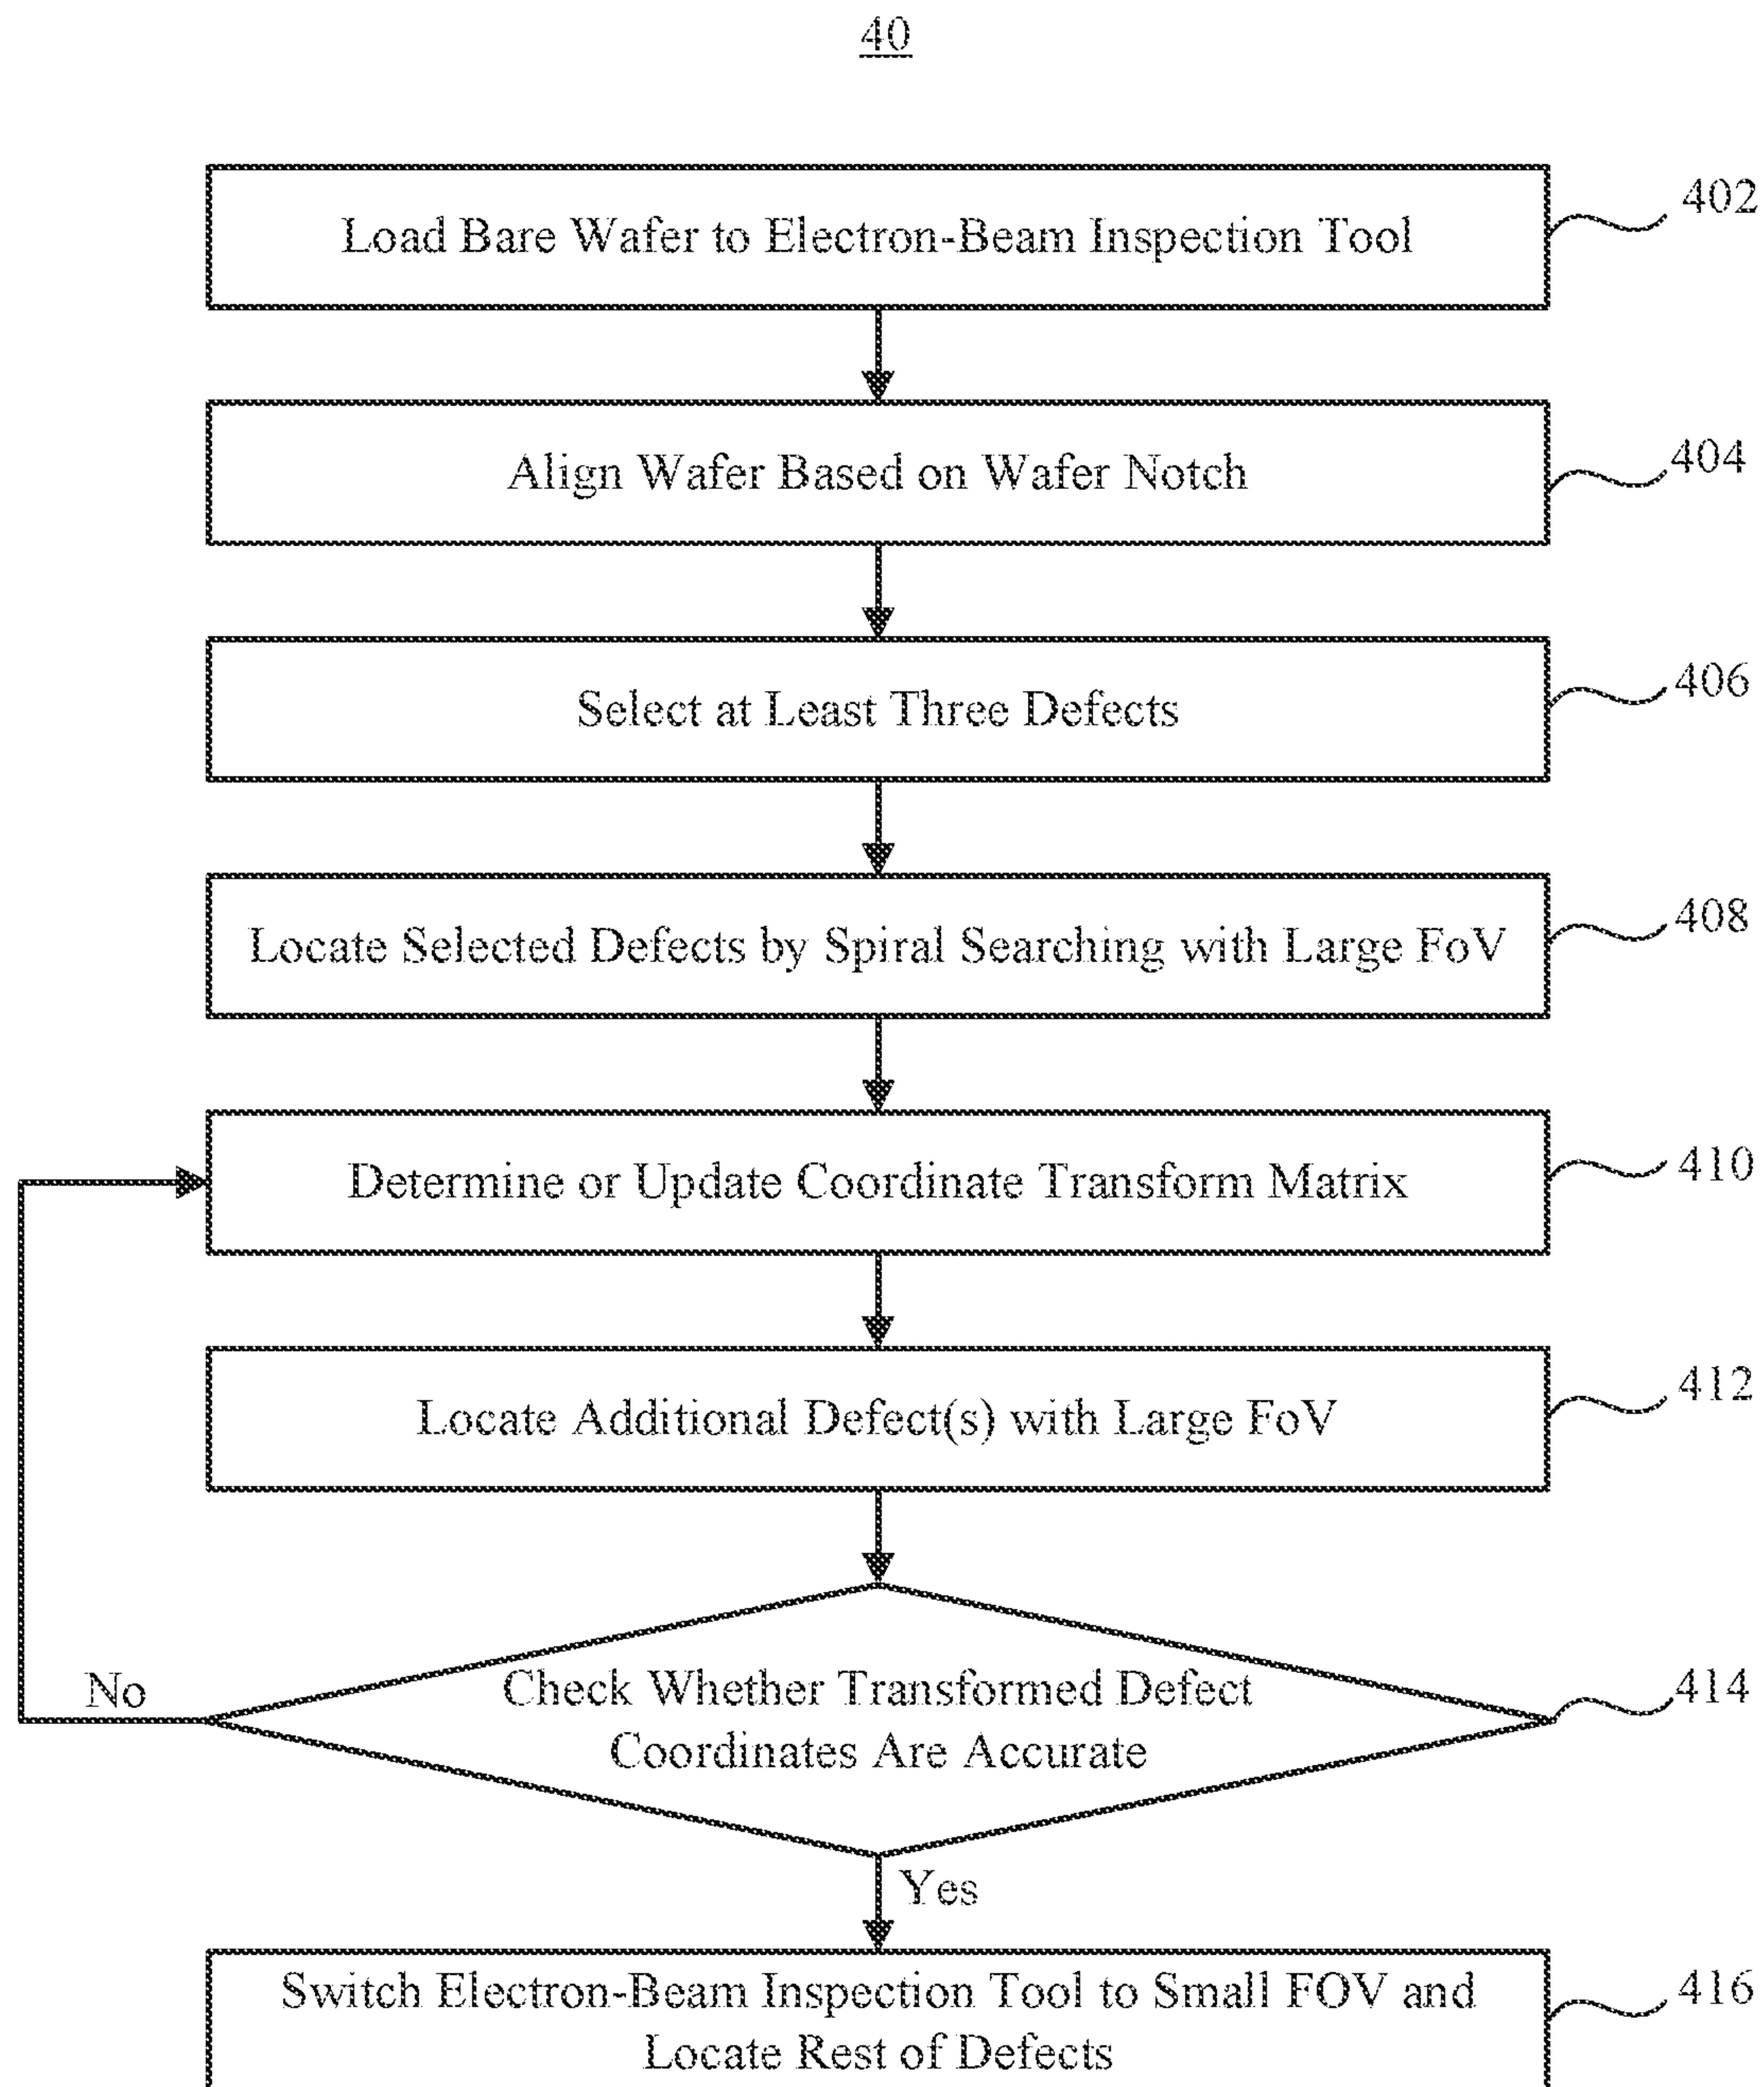 40
Load Bare Wafer to Electron-Beam Inspection Tool
402
Align Wafer Based on Wafer Notch
404
Select at Least Three Defects
406
Locate Selected Defects by Spiral Searching with Large FoV
408
Determine or Update Coordinate Transform Matrix
410
Locate Additional Defect(s) with Large FoV
412
No
Check Whether Transformed Defect
Coordinates Are Accurate
414
Yes
Switch Electron-Beam Inspection Tool to Small FOV and
Locate Rest of Defects
416